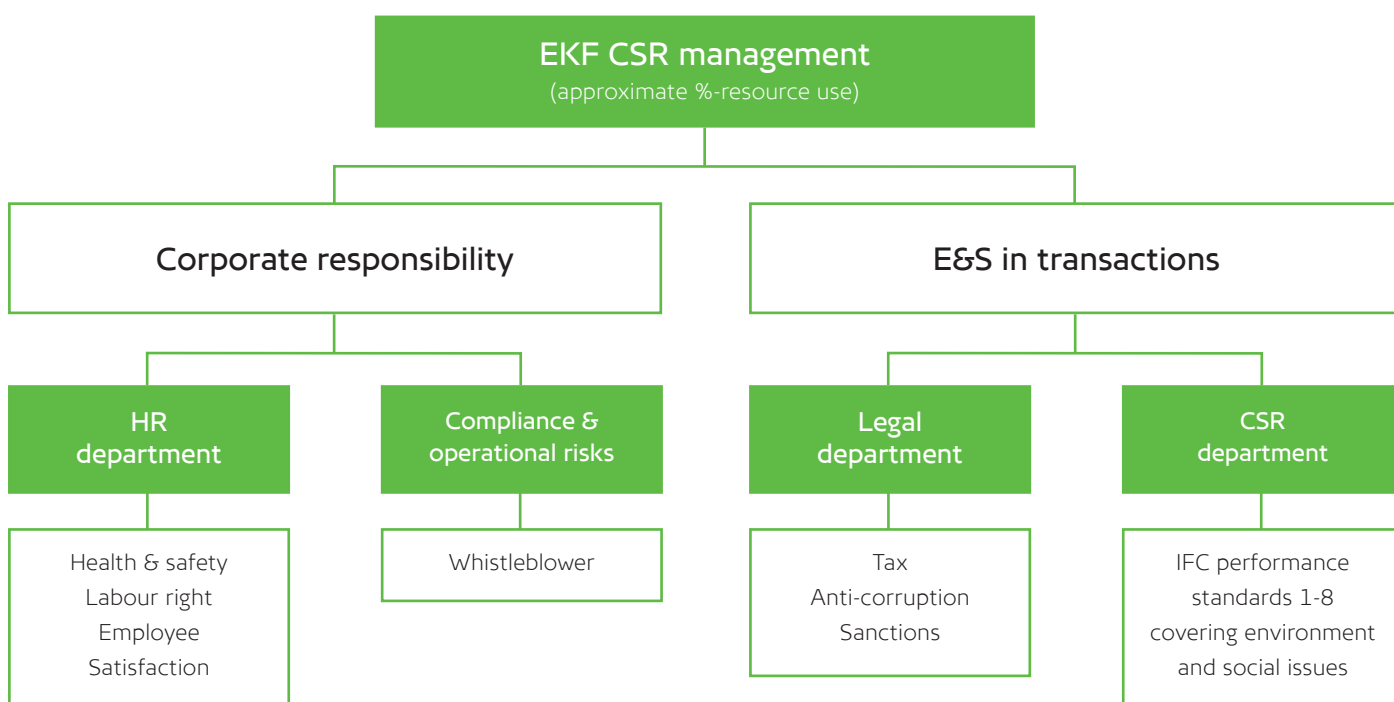 EKF CSR management
(approximate %-resource use)
Corporate responsibility
E&S in transactions
HR
department
Compliance &
operational risks
Legal
department
CSR
department
Health & safety
Labour right
Employee
Satisfaction
Whistleblower
Tax
Anti-corruption
Sanctions
IFC performance
standards 1-8
covering environment
and social issues